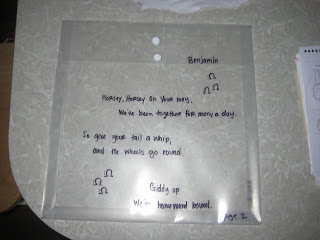 Benjamin
Horsey, Horsey on your way,
We've been together for many a day.
So give your tail a whip,
and the wheels go round.
Giddy up
We're homeward bound.
Age 2